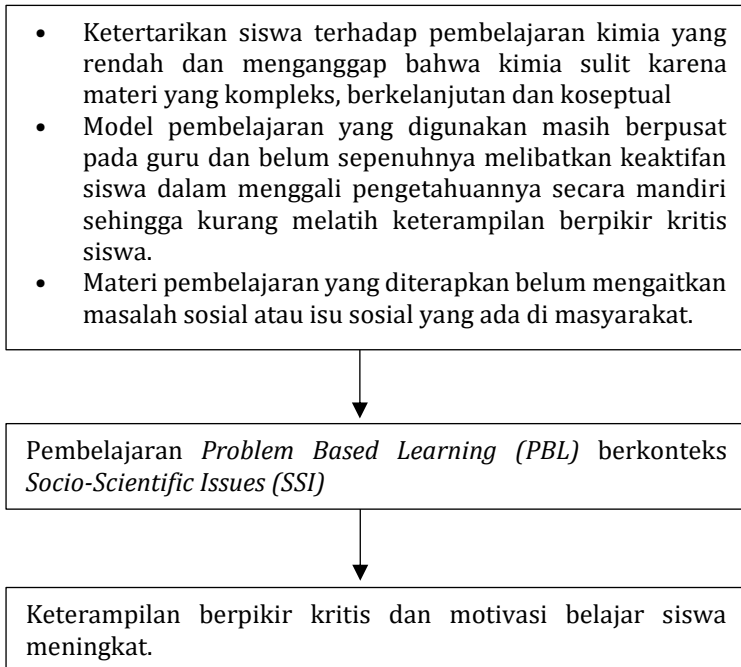 • Ketertarikan siswa terhadap pembelajaran kimia yang
rendah dan menganggap bahwa kimia sulit karena
materi yang kompleks, berkelanjutan dan koseptual
• Model pembelajaran yang digunakan masih berpusat
pada guru dan belum sepenuhnya melibatkan keaktifan
siswa dalam menggali pengetahuannya secara mandiri
sehingga kurang melatih keterampilan berpikir kritis
siswa.
• Materi pembelajaran yang diterapkan belum mengaitkan
masalah sosial atau isu sosial yang ada di masyarakat.
Pembelajaran Problem Based Learning (PBL) berkonteks
Socio-Scientific Issues (SSI)
Keterampilan berpikir kritis dan motivasi belajar siswa
meningkat.